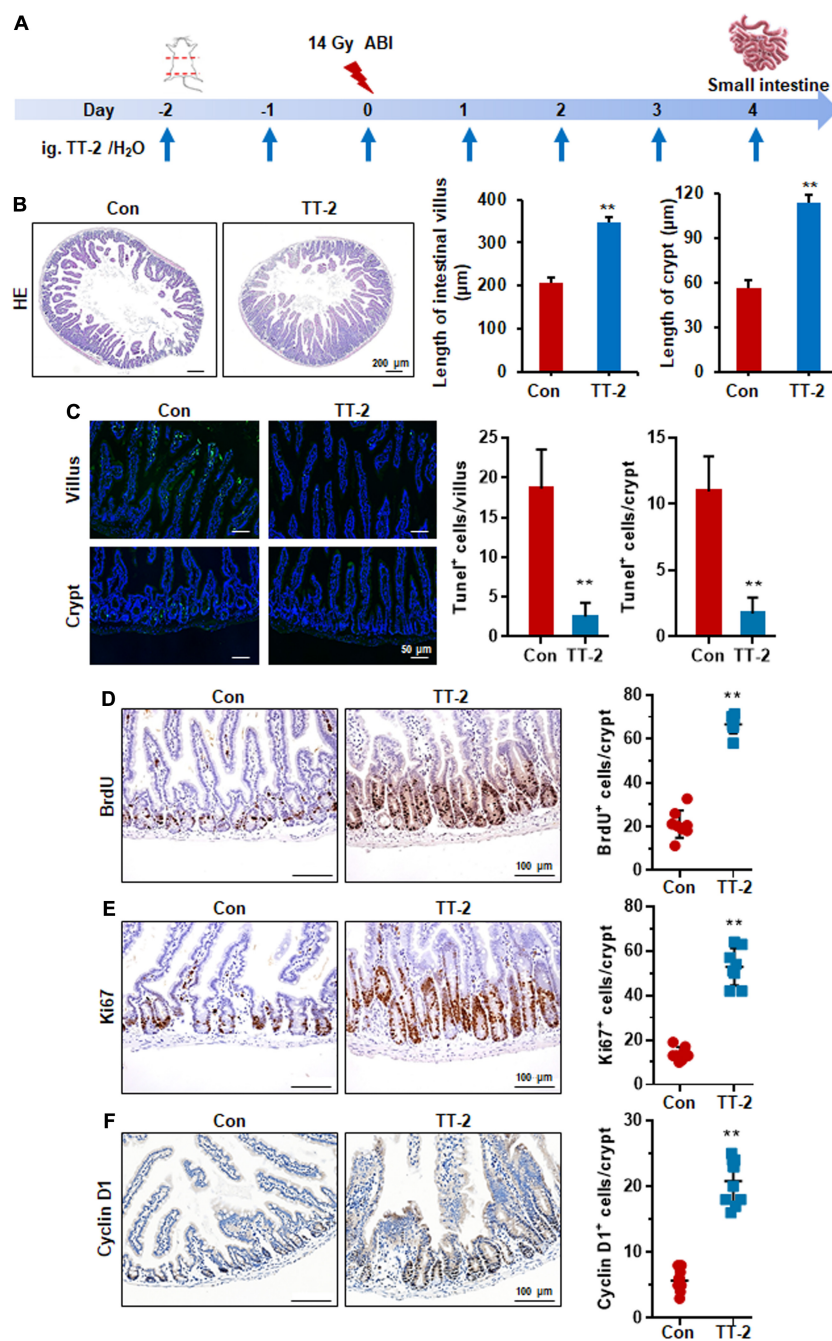 A
14 Gy ABI
Small intestine
Day -2 -1 0 1 2 3 4
ig. TT-2 /H₂O
B
Con
TT-2
HE
200 μm
Length of intestinal villus
(μm)
400
300
200
100
0
Con
TT-2
**
Length of crypt (μm)
120
90
60
30
0
Con
TT-2
**
C
Con
TT-2
Villus
Crypt
50 μm
Tunel⁺ cells/villus
25
20
15
10
5
0
Con
TT-2
**
Tunel⁺ cells/crypt
15
10
5
0
Con
TT-2
**
D
Con
TT-2
BrdU
100 μm
BrdU⁺ cells/crypt
80
60
40
20
0
Con
TT-2
**
E
Con
TT-2
Ki67
100 μm
Ki67⁺ cells/crypt
80
60
40
20
0
Con
TT-2
**
F
Con
TT-2
Cyclin D1
100 μm
Cyclin D1⁺ cells/crypt
30
20
10
0
Con
TT-2
**